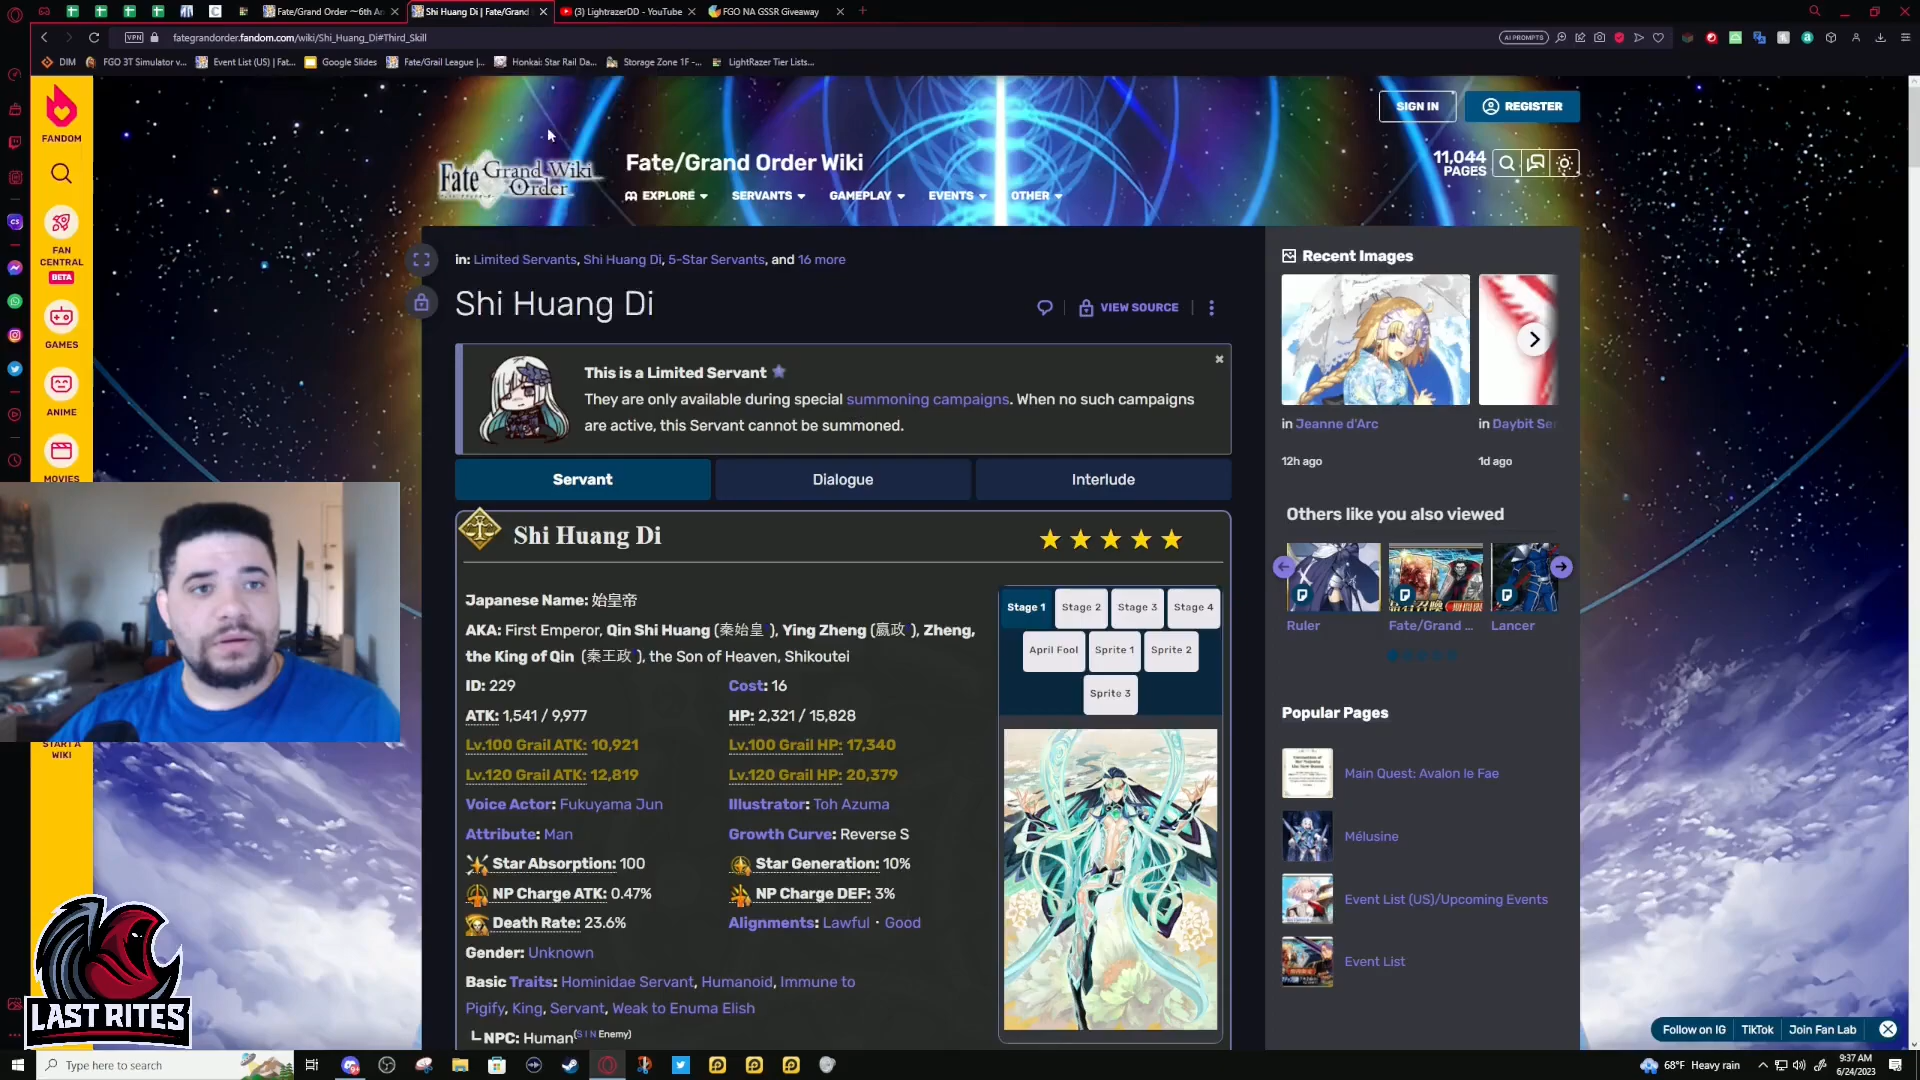 Fate/Grand Order ～6th An
Shi Huang Di | Fate/Grand
(3) LightrazerDD - YouTube
FGO NA GSSR Giveaway
VPN
fategrandorder.fandom.com/wiki/Shi_Huang_Di#Third_Skill
AI PROMPTS
DIM
FGO 3T Simulator v...
Event List (US) | Fat...
Google Slides
Fate/Grail League |...
Honkai: Star Rail Da...
Storage Zone 1F -...
LightRazer Tier Lists...
FANDOM
FAN CENTRAL
BETA
GAMES
ANIME
MOVIES
START A WIKI
SIGN IN
REGISTER
Fate Grand Wiki Order
Fate/Grand Order Wiki
11,044 PAGES
EXPLORE
SERVANTS
GAMEPLAY
EVENTS
OTHER
in: Limited Servants, Shi Huang Di, 5-Star Servants, and 16 more
Shi Huang Di
VIEW SOURCE
This is a Limited Servant
They are only available during special summoning campaigns. When no such campaigns
are active, this Servant cannot be summoned.
Servant
Dialogue
Interlude
Shi Huang Di
Japanese Name: 始皇帝
AKA: First Emperor, Qin Shi Huang (秦始皇?), Ying Zheng (嬴政?), Zheng,
the King of Qin (秦王政?), the Son of Heaven, Shikoutei
ID: 229
Cost: 16
ATK: 1,541 / 9,977
HP: 2,321 / 15,828
Lv.100 Grail ATK: 10,921
Lv.100 Grail HP: 17,340
Lv.120 Grail ATK: 12,819
Lv.120 Grail HP: 20,379
Voice Actor: Fukuyama Jun
Illustrator: Toh Azuma
Attribute: Man
Growth Curve: Reverse S
Star Absorption: 100
Star Generation: 10%
NP Charge ATK: 0.47%
NP Charge DEF: 3%
Death Rate: 23.6%
Alignments: Lawful・Good
Gender: Unknown
Basic Traits: Hominidae Servant, Humanoid, Immune to
Pigify, King, Servant, Weak to Enuma Elish
┗ NPC: Human(S I N Enemy)
Stage 1
Stage 2
Stage 3
Stage 4
April Fool
Sprite 1
Sprite 2
Sprite 3
Recent Images
in Jeanne d'Arc
12h ago
in Daybit Se
1d ago
Others like you also viewed
Ruler
Fate/Grand ...
Lancer
Popular Pages
Main Quest: Avalon le Fae
Mélusine
Event List (US)/Upcoming Events
Event List
Follow on IG
TikTok
Join Fan Lab
LAST RITES
Type here to search
68°F Heavy rain
9:37 AM
6/24/2023